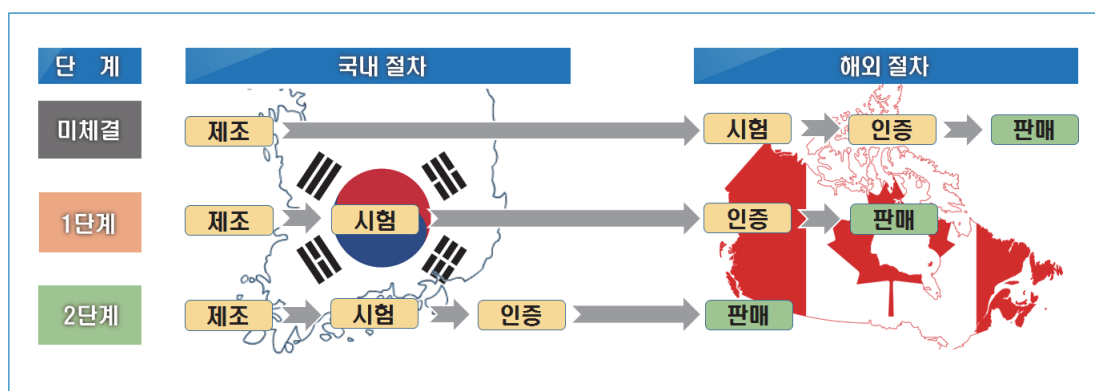 단 계 국내 절차 해외 절차
미체결 제조 시험 인증 판매
1단계 제조 시험 인증 판매
2단계 제조 시험 인증 판매